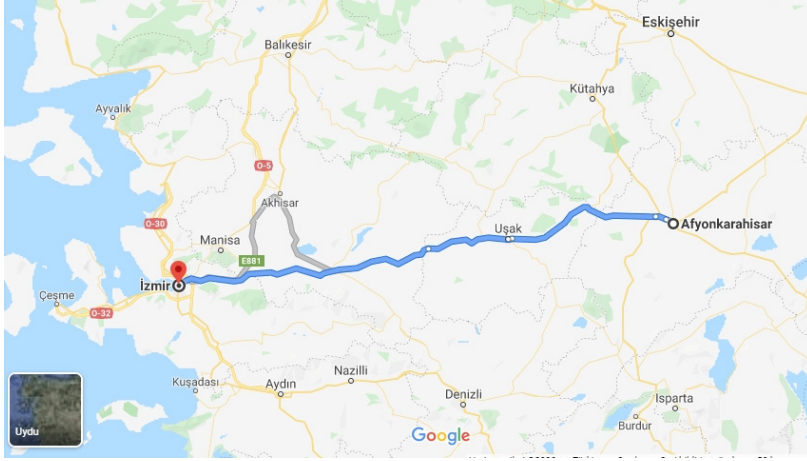 Eskişehir
Balıkesir
Kütahya
Ayvalık
O-5
Akhisar
O-30
Afyonkarahisar
Uşak
Manisa
E881
İzmir
Çeşme
O-32
Nazilli
Kuşadası
Aydın
Denizli
Isparta
Burdur
Uydu
Google